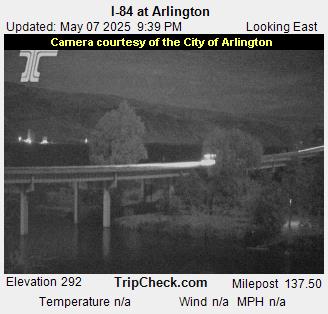 I-84 at Arlington
Updated: May 07 2025 9:39 PM Looking East
Camera courtesy of the City of Arlington
Elevation 292 TripCheck.com Milepost 137.50
Temperature n/a Wind n/a MPH n/a